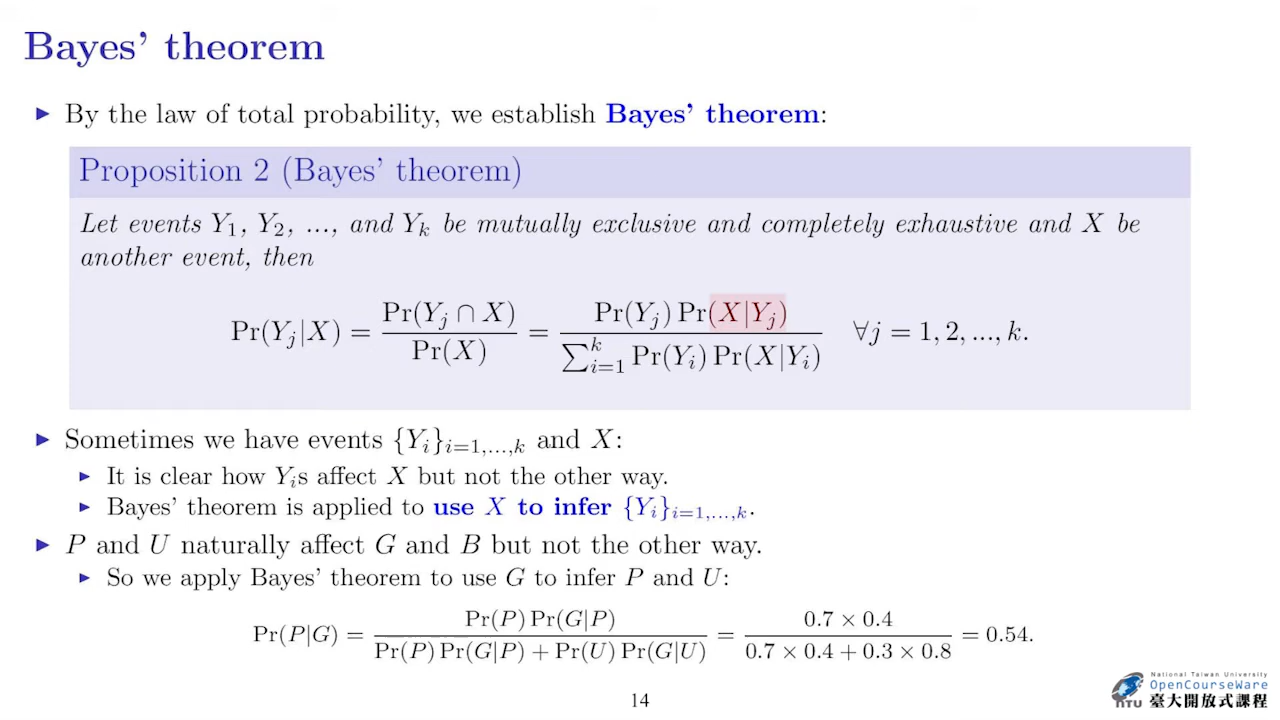 Bayes' theorem
▶ By the law of total probability, we establish Bayes' theorem:
Proposition 2 (Bayes' theorem)
Let events Y₁, Y₂, ..., and Yₖ be mutually exclusive and completely exhaustive and X be
another event, then
Pr(Yⱼ|X) = Pr(Yⱼ ∩ X) / Pr(X) = Pr(Yⱼ) Pr(X|Yⱼ) / ∑ᵏᵢ₌₁ Pr(Yᵢ) Pr(X|Yᵢ) ∀j = 1, 2, ..., k.
▶ Sometimes we have events {Yᵢ}ᵢ₌₁,...,ₖ and X:
▶ It is clear how Yᵢs affect X but not the other way.
▶ Bayes' theorem is applied to use X to infer {Yᵢ}ᵢ₌₁,...,ₖ.
▶ P and U naturally affect G and B but not the other way.
▶ So we apply Bayes' theorem to use G to infer P and U:
Pr(P|G) = Pr(P) Pr(G|P) / Pr(P) Pr(G|P) + Pr(U) Pr(G|U) = 0.7 × 0.4 / 0.7 × 0.4 + 0.3 × 0.8 = 0.54.
14
National Taiwan University
OpenCourseWare
NTU 臺大開放式課程